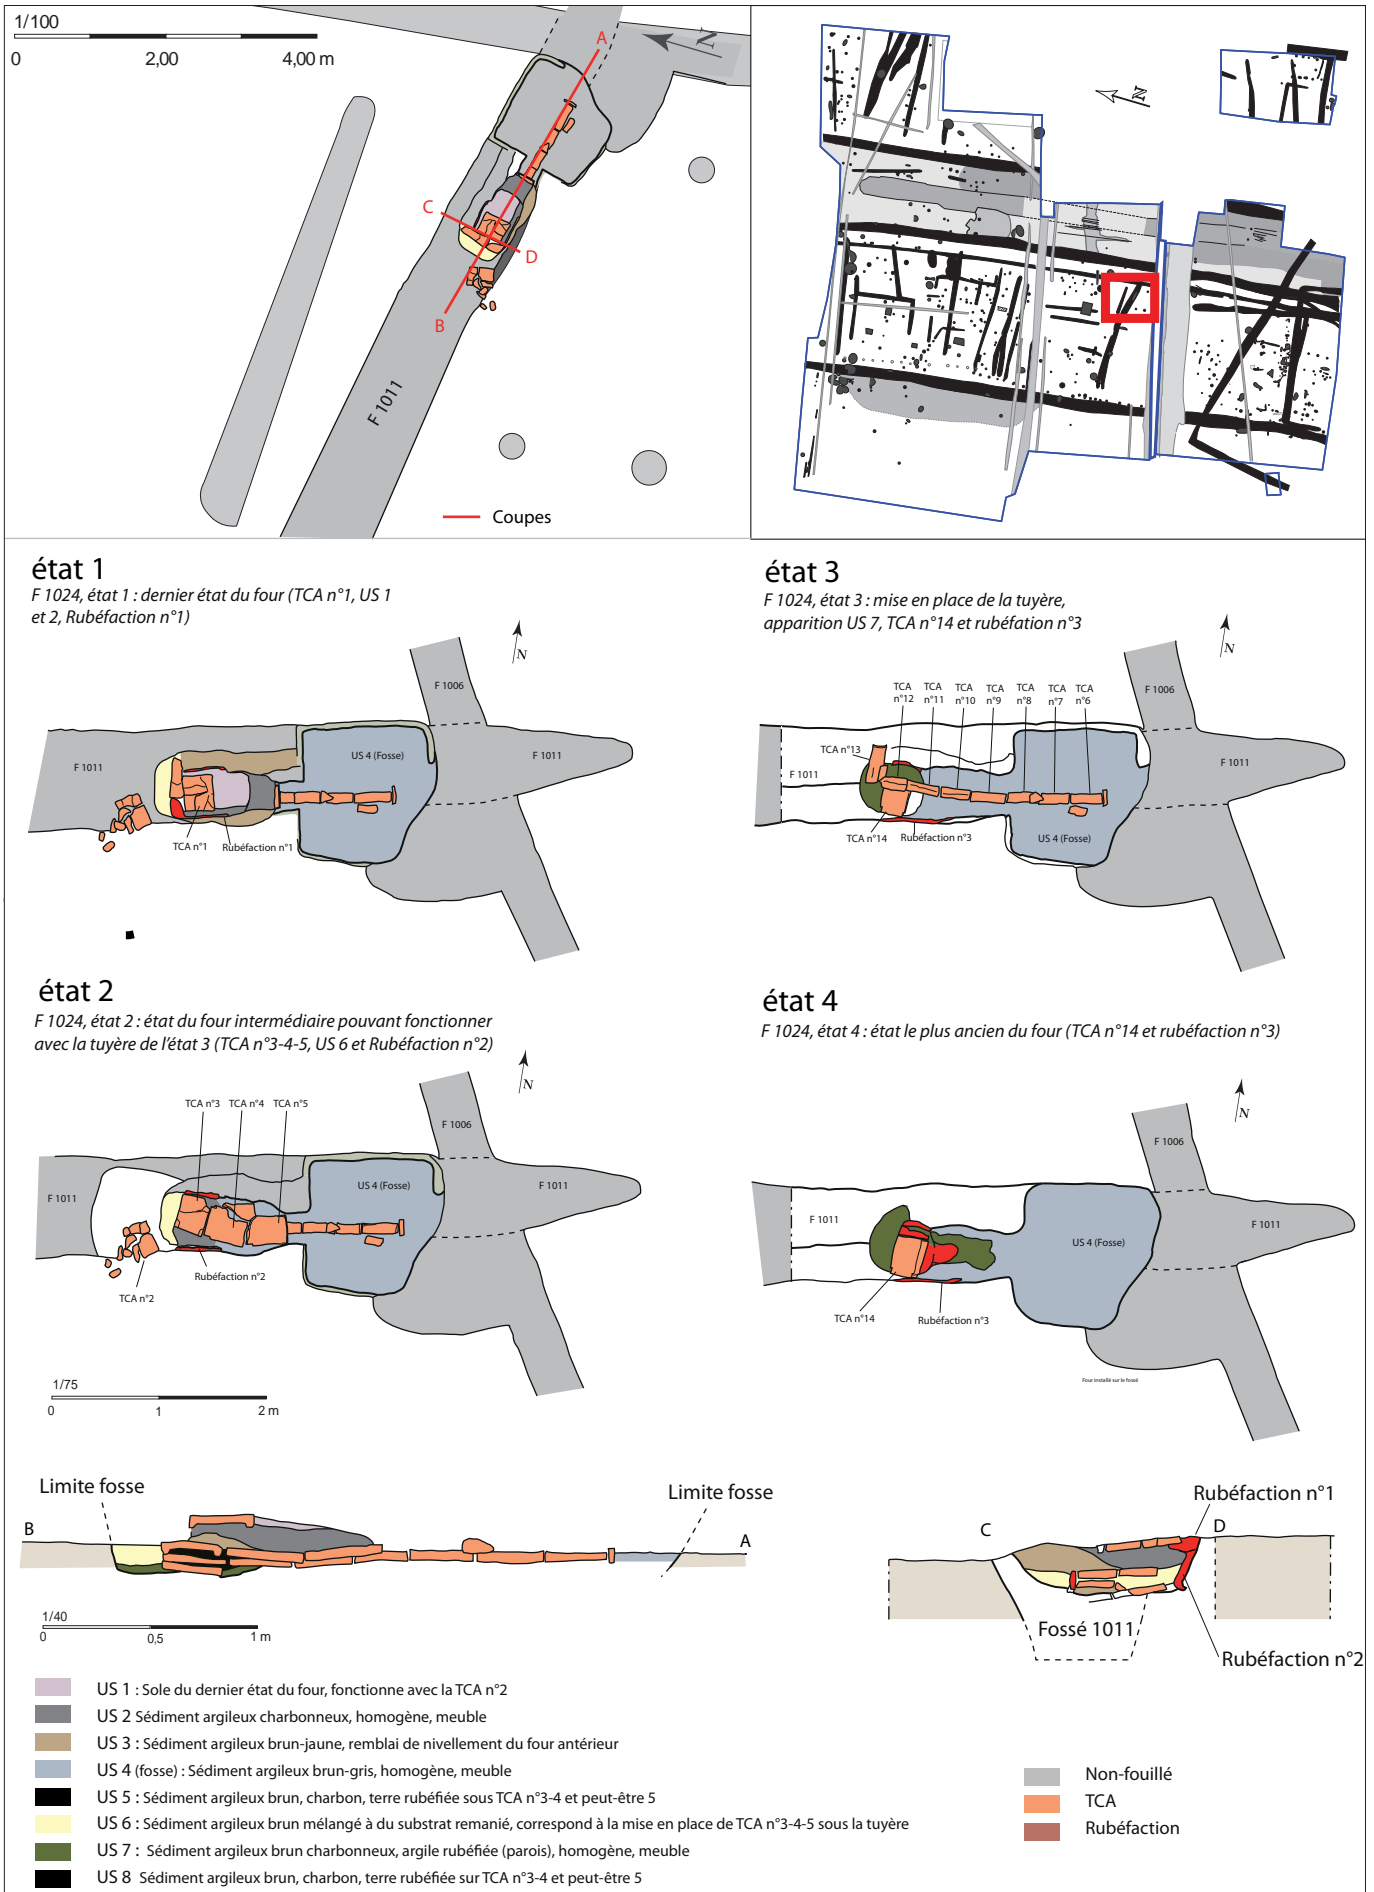 1/100
0 2,00 4,00 m
A
N
C
D
B
F 1011
Coupes
N
état 1
F 1024, état 1 : dernier état du four (TCA n°1, US 1
et 2, Rubéfaction n°1)
N
F 1006
US 4 (Fosse)
F 1011
F 1011
TCA n°1 Rubéfaction n°1
état 3
F 1024, état 3 : mise en place de la tuyère,
apparition US 7, TCA n°14 et rubéfation n°3
N
F 1006
TCA TCA TCA TCA TCA TCA TCA
n°12 n°11 n°10 n°9 n°8 n°7 n°6
TCA n°13
F 1011
F 1011
TCA n°14 Rubéfaction n°3 US 4 (Fosse)
état 2
F 1024, état 2 : état du four intermédiaire pouvant fonctionner
avec la tuyère de l'état 3 (TCA n°3-4-5, US 6 et Rubéfaction n°2)
N
TCA n°3 TCA n°4 TCA n°5
F 1006
F 1011
US 4 (Fosse)
F 1011
Rubéfaction n°2
TCA n°2
1/75
0 1 2 m
état 4
F 1024, état 4 : état le plus ancien du four (TCA n°14 et rubéfaction n°3)
N
F 1006
F 1011
F 1011
US 4 (Fosse)
TCA n°14 Rubéfaction n°3
Four installé sur le fossé
Limite fosse
Limite fosse
B
A
1/40
0 0,5 1 m
Rubéfaction n°1
C
D
Fossé 1011
Rubéfaction n°2
US 1 : Sole du dernier état du four, fonctionne avec la TCA n°2
US 2 Sédiment argileux charbonneux, homogène, meuble
US 3 : Sédiment argileux brun-jaune, remblai de nivellement du four antérieur
US 4 (fosse) : Sédiment argileux brun-gris, homogène, meuble
US 5 : Sédiment argileux brun, charbon, terre rubéfiée sous TCA n°3-4 et peut-être 5
US 6 : Sédiment argileux brun mélangé à du substrat remanié, correspond à la mise en place de TCA n°3-4-5 sous la tuyère
US 7 : Sédiment argileux brun charbonneux, argile rubéfiée (parois), homogène, meuble
US 8 Sédiment argileux brun, charbon, terre rubéfiée sur TCA n°3-4 et peut-être 5
Non-fouillé
TCA
Rubéfaction